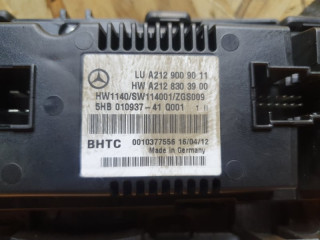 LU A212 900 90 11
HW A212 830 39 00
HW1140/SW114001/ZGS009
5HB 010937-41 Q001
BHTC 0010377556 16/04/12
Made in Germany